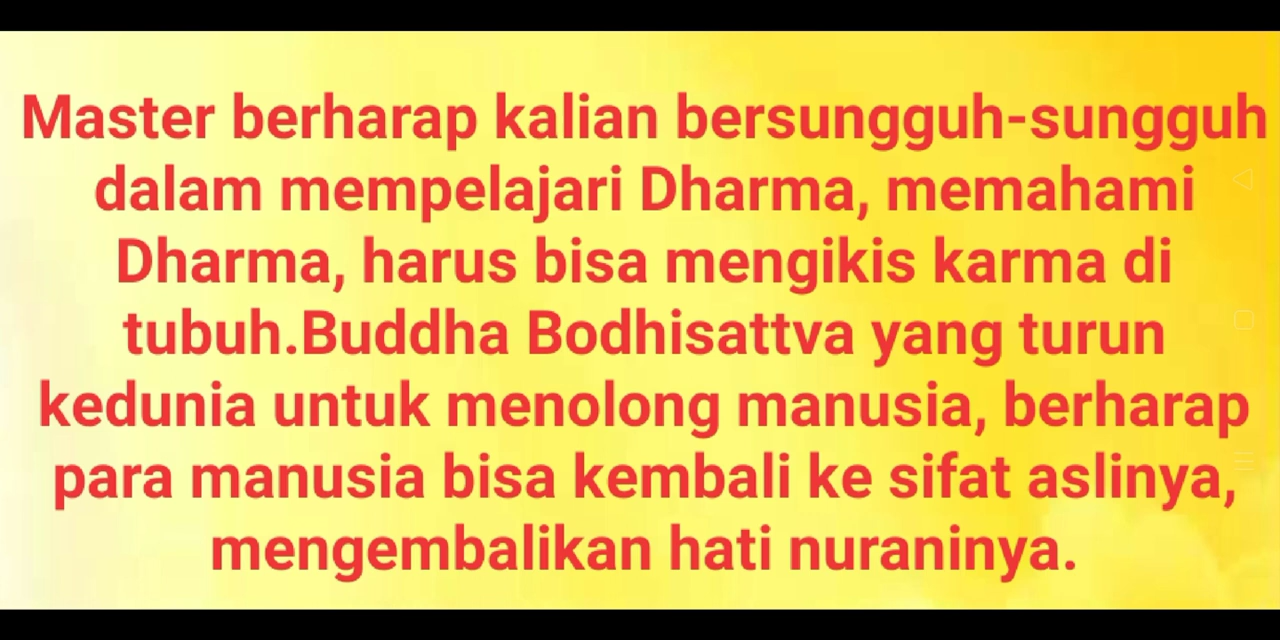 Master berharap kalian bersungguh-sungguh
dalam mempelajari Dharma, memahami
Dharma, harus bisa mengikis karma di
tubuh.Buddha Bodhisattva yang turun
kedunia untuk menolong manusia, berharap
para manusia bisa kembali ke sifat aslinya,
mengembalikan hati nuraninya.